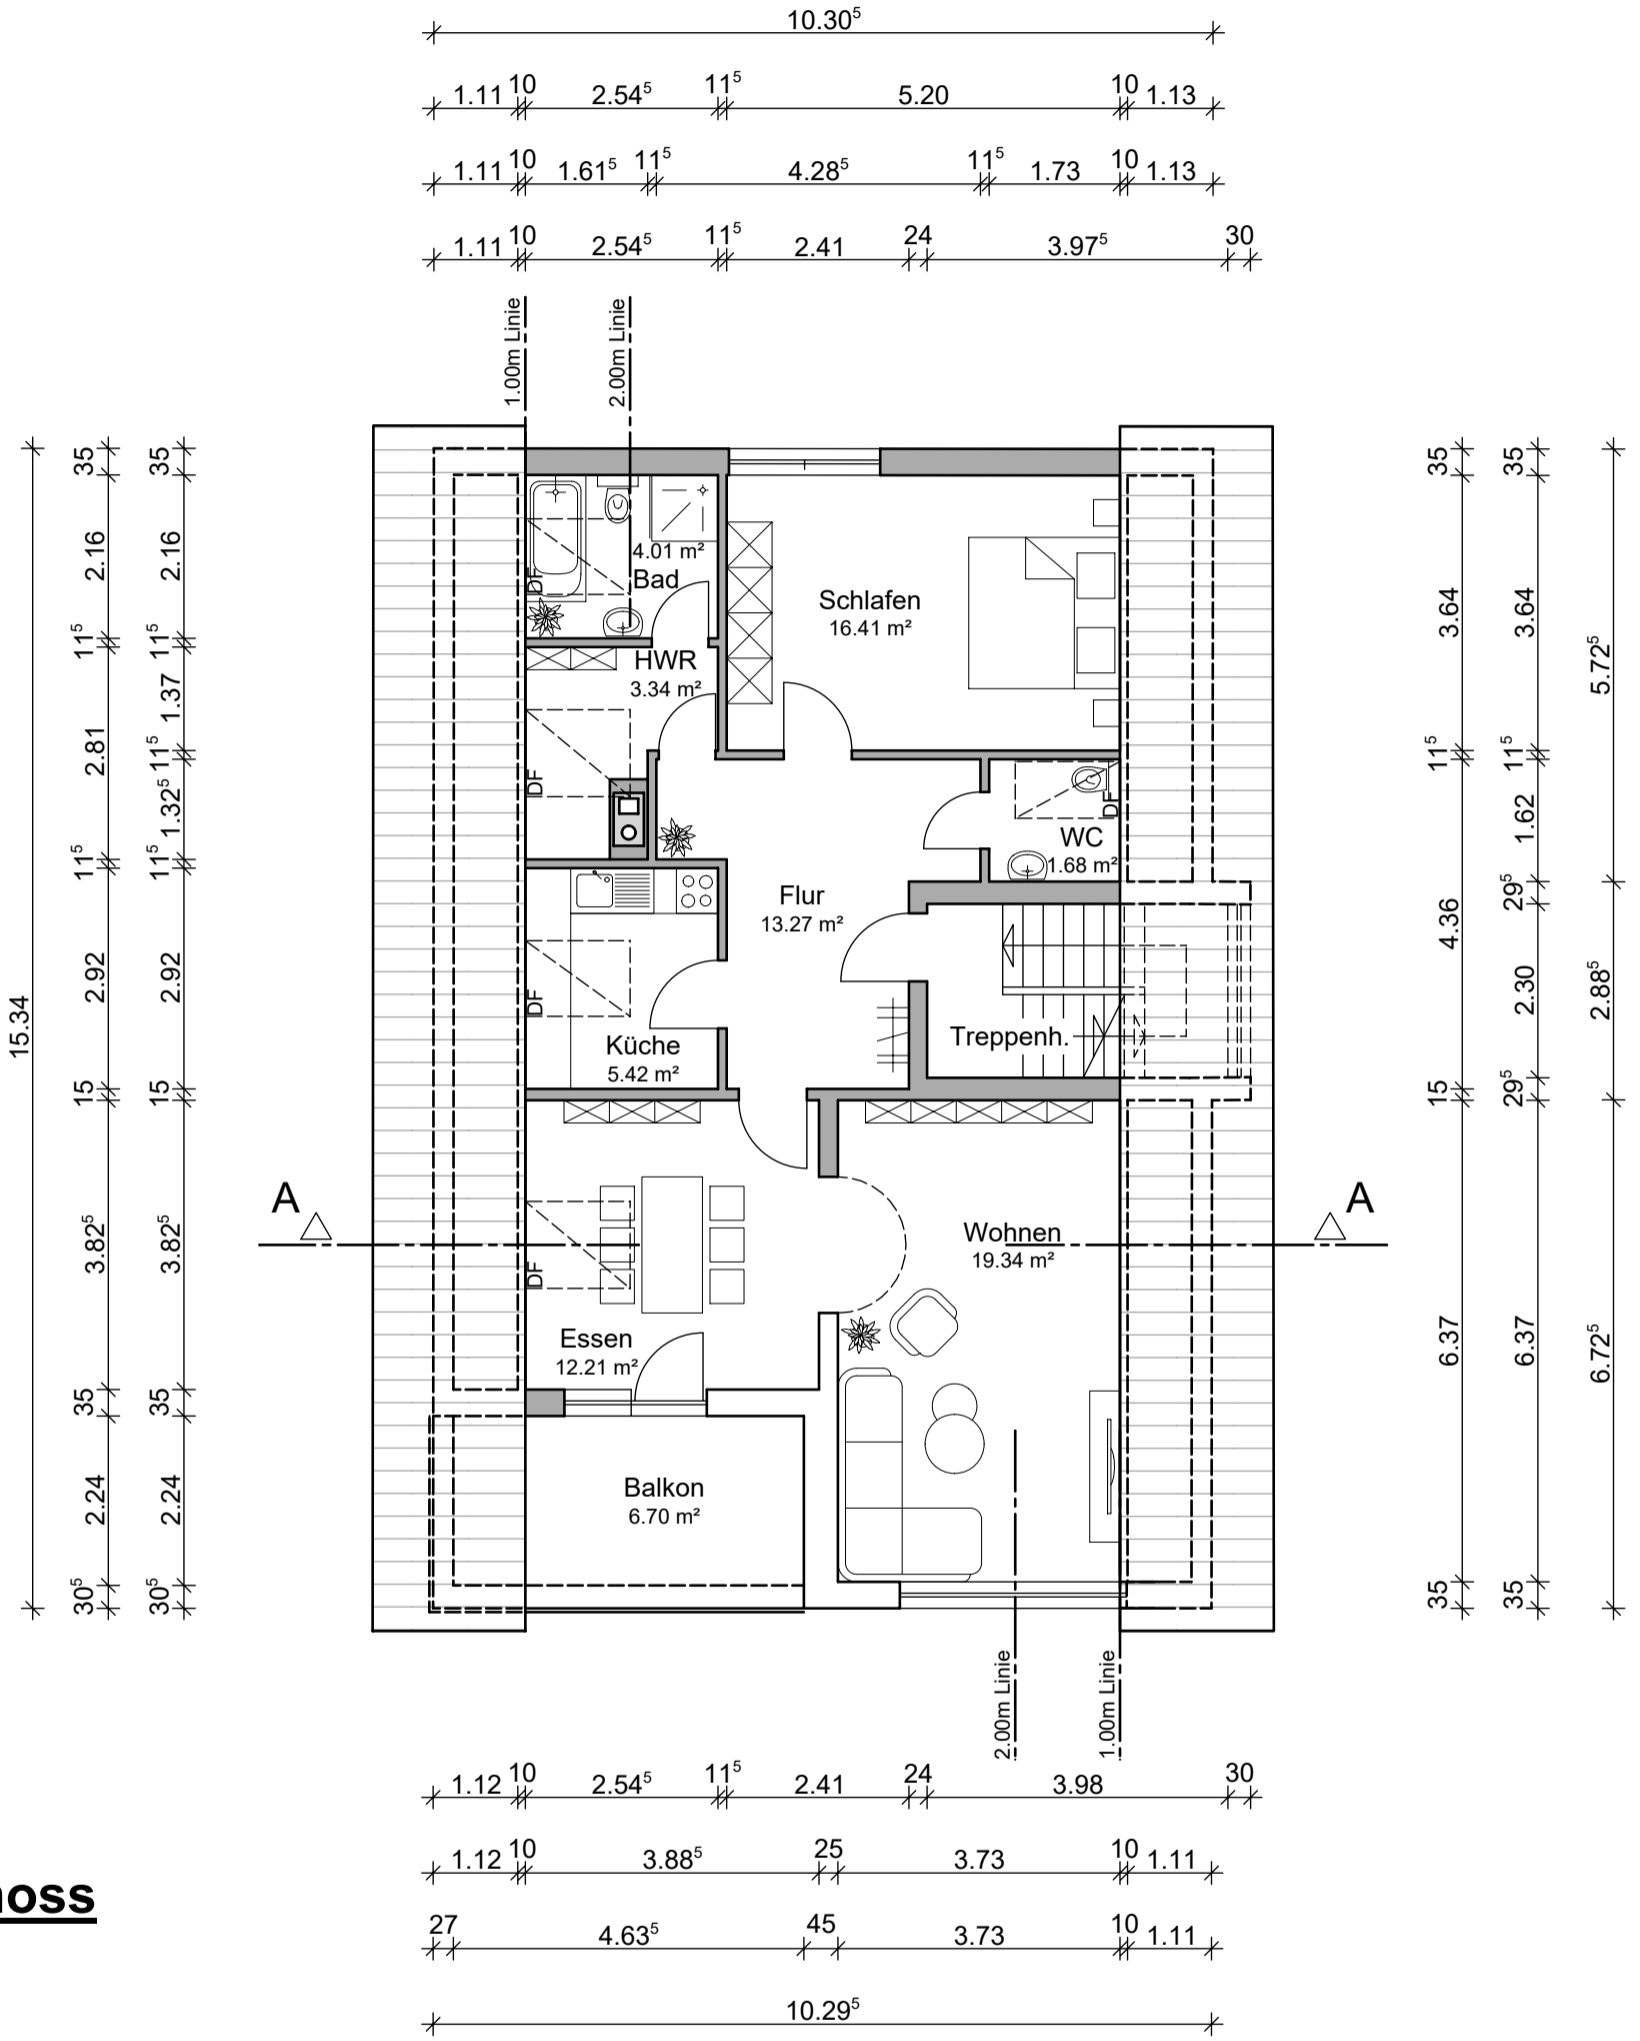 10.30⁵
1.11 10 2.54⁵ 11⁵ 5.20 10 1.13
1.11 10 1.61⁵ 11⁵ 4.28⁵ 11⁵ 1.73 10 1.13
1.11 10 2.54⁵ 11⁵ 2.41 24 3.97⁵ 30
1.00m Linie
2.00m Linie
15.34
35 2.16 11⁵ 2.81 11⁵ 2.92 15 3.82⁵ 35 2.24 30⁵
35 2.16 11⁵ 1.37 11⁵ 1.32⁵ 11⁵ 2.92 15 3.82⁵ 35 2.24 30⁵
4.01 m²
Bad
DF
HWR
3.34 m²
DF
Schlafen
16.41 m²
DF
WC
1.68 m²
Flur
13.27 m²
DF
Küche
5.42 m²
Treppenh.
A
A
DF
Essen
12.21 m²
Wohnen
19.34 m²
Balkon
6.70 m²
35 3.64 11⁵ 4.36 15 6.37 35
35 3.64 11⁵ 1.62 29⁵ 2.30 29⁵ 6.37 35
5.72⁵ 2.88⁵ 6.72⁵
2.00m Linie
1.00m Linie
1.12 10 2.54⁵ 11⁵ 2.41 24 3.98 30
1.12 10 3.88⁵ 25 3.73 10 1.11
27 4.63⁵ 45 3.73 10 1.11
10.29⁵
oss